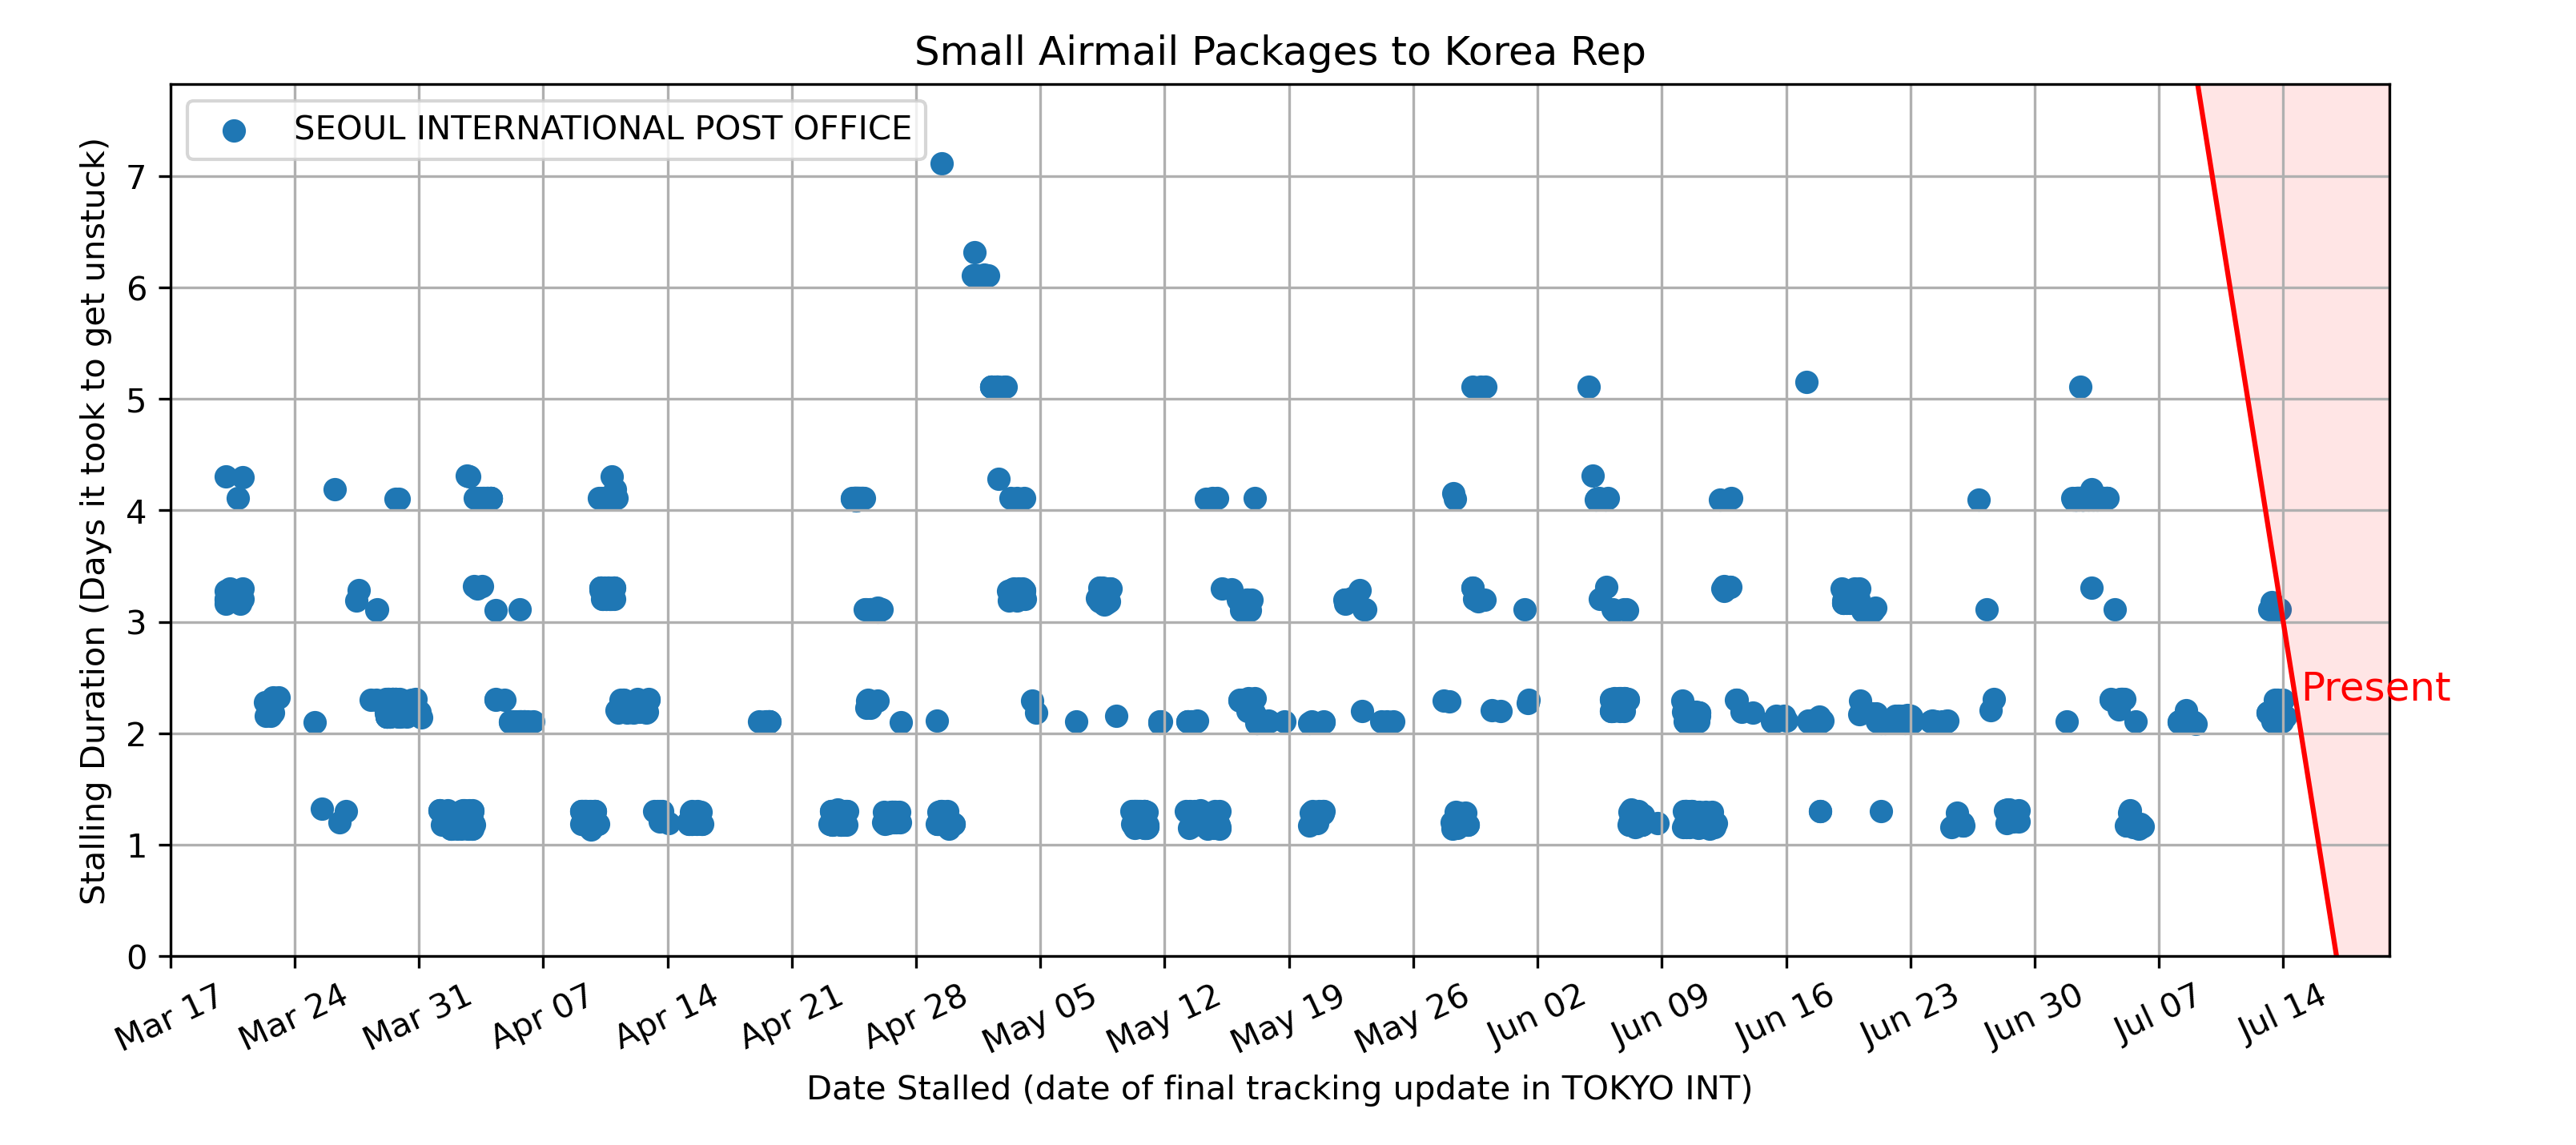 Small Airmail Packages to Korea Rep
SEOUL INTERNATIONAL POST OFFICE
Stalling Duration (Days it took to get unstuck)
7
6
5
4
3
2
1
0
Present
Mar 17
Mar 24
Mar 31
Apr 07
Apr 14
Apr 21
Apr 28
May 05
May 12
May 19
May 26
Jun 02
Jun 09
Jun 16
Jun 23
Jun 30
Jul 07
Jul 14
Date Stalled (date of final tracking update in TOKYO INT)